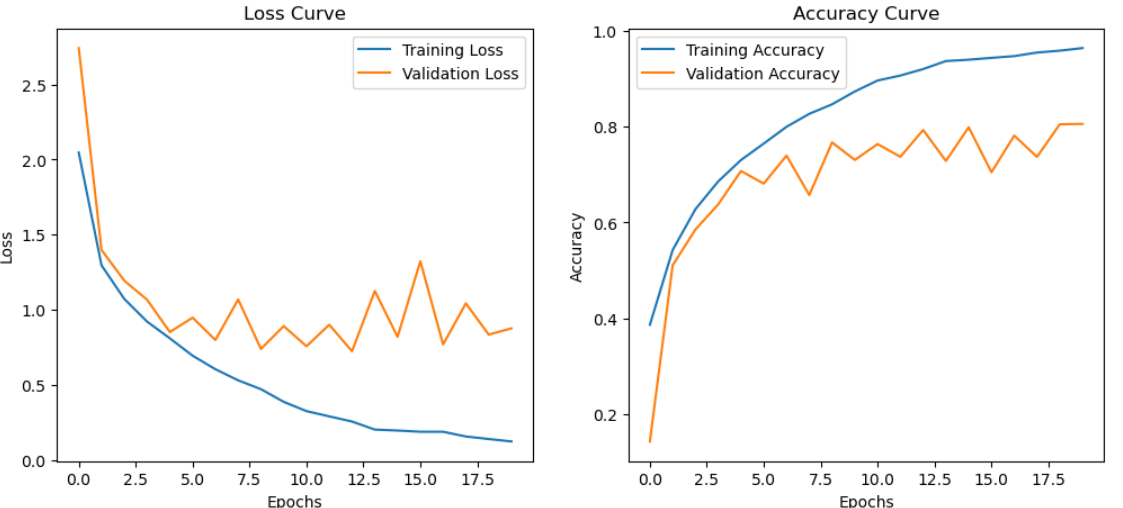 Loss Curve
Training Loss
Validation Loss
2.5
2.0
1.5
1.0
0.5
0.0
Loss
0.0 2.5 5.0 7.5 10.0 12.5 15.0 17.5
Epochs
Accuracy Curve
Training Accuracy
Validation Accuracy
1.0
0.8
0.6
0.4
0.2
Accuracy
0.0 2.5 5.0 7.5 10.0 12.5 15.0 17.5
Epochs